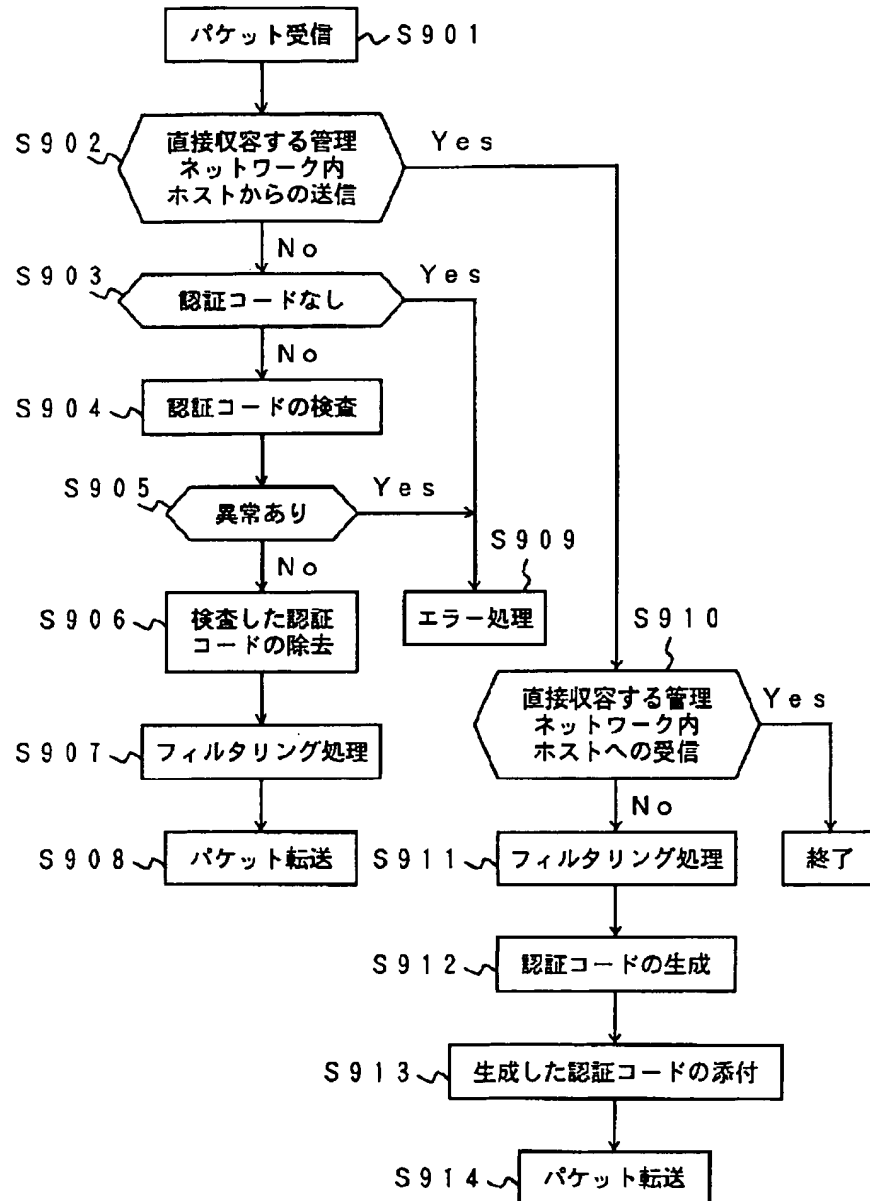 パケット受信
S901
S902
直接収容する管理
ネットワーク内
ホストからの送信
Yes
No
S903
認証コードなし
Yes
No
S904
認証コードの検査
S905
異常あり
Yes
No
S906
検査した認証
コードの除去
S909
エラー処理
S907
フィルタリング処理
S908
パケット転送
S910
直接収容する管理
ネットワーク内
ホストへの受信
Yes
No
終了
S911
フィルタリング処理
S912
認証コードの生成
S913
生成した認証コードの添付
S914
パケット転送